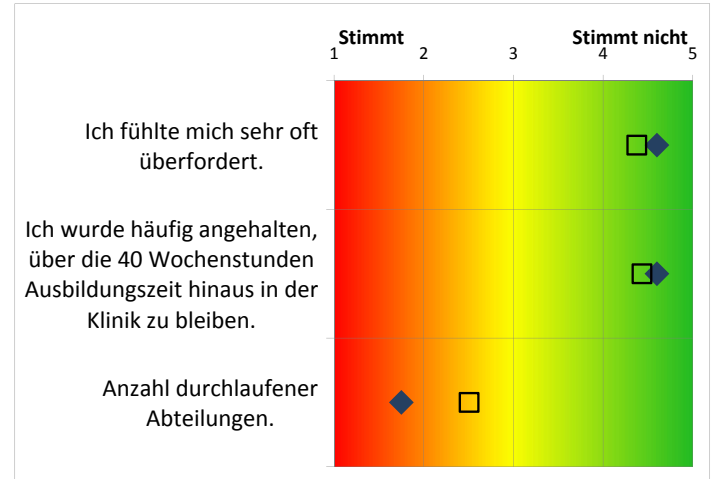 Stimmt Stimmt nicht
1 2 3 4 5
Ich fühlte mich sehr oft
überfordert.
Ich wurde häufig angehalten,
über die 40 Wochenstunden
Ausbildungszeit hinaus in der
Klinik zu bleiben.
Anzahl durchlaufener
Abteilungen.